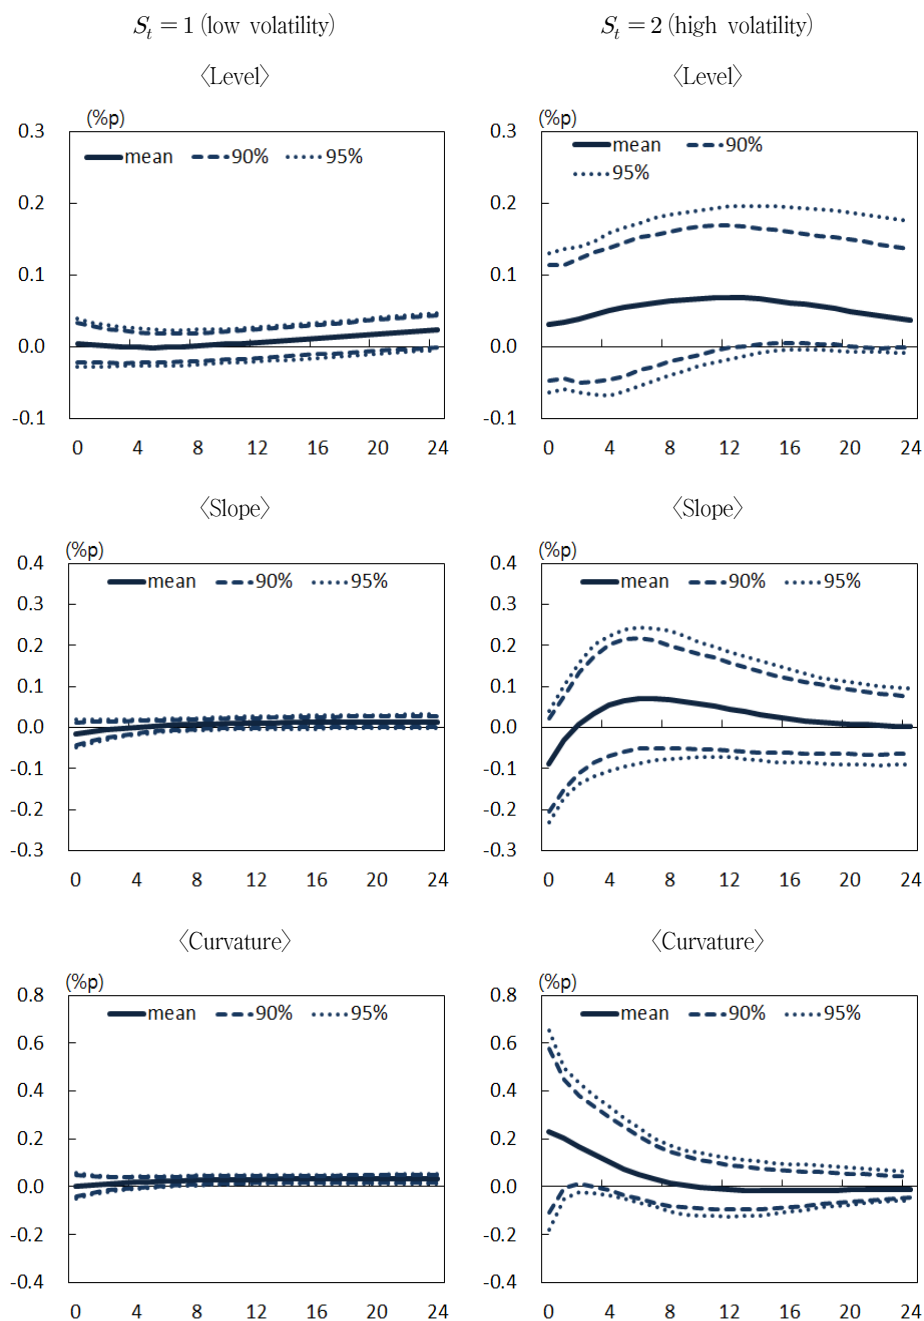 S_t = 1 (low volatility) S_t = 2 (high volatility)
〈Level〉 〈Level〉
(%p) (%p)
0.3 mean 90% 95% 0.3 mean 90%
95%
0.2 0.2
0.1 0.1
0.0 0.0
-0.1 -0.1
0 4 8 12 16 20 24 0 4 8 12 16 20 24
〈Slope〉 〈Slope〉
(%p) (%p)
0.4 mean 90% 95% 0.4 mean 90% 95%
0.3 0.3
0.2 0.2
0.1 0.1
0.0 0.0
-0.1 -0.1
-0.2 -0.2
-0.3 -0.3
0 4 8 12 16 20 24 0 4 8 12 16 20 24
〈Curvature〉 〈Curvature〉
(%p) (%p)
0.8 mean 90% 95% 0.8 mean 90% 95%
0.6 0.6
0.4 0.4
0.2 0.2
0.0 0.0
-0.2 -0.2
-0.4 -0.4
0 4 8 12 16 20 24 0 4 8 12 16 20 24